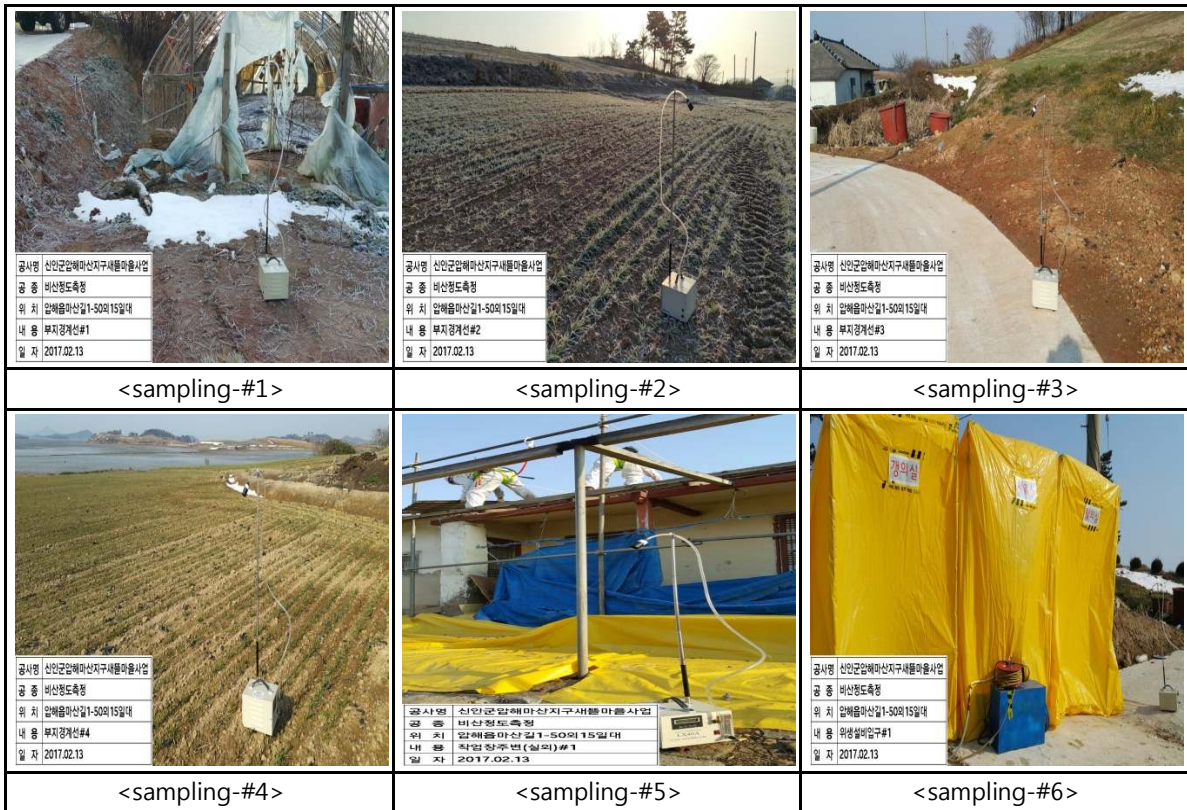 공사명 신안군압해마산지구새뜰마을사업
공 종 비산정도측정
위 치 압해읍마산길1-50외15일대
내 용 부지경계선#1
일 자 2017.02.13
<sampling-#1>
공사명 신안군압해마산지구새뜰마을사업
공 종 비산정도측정
위 치 압해읍마산길1-50외15일대
내 용 부지경계선#2
일 자 2017.02.13
<sampling-#2>
공사명 신안군압해마산지구새뜰마을사업
공 종 비산정도측정
위 치 압해읍마산길1-50외15일대
내 용 부지경계선#3
일 자 2017.02.13
<sampling-#3>
공사명 신안군압해마산지구새뜰마을사업
공 종 비산정도측정
위 치 압해읍마산길1-50외15일대
내 용 부지경계선#4
일 자 2017.02.13
<sampling-#4>
공사명 신안군압해마산지구새뜰마을사업
공 종 비산정도측정
위 치 압해읍마산길1-50외15일대
내 용 작업장주변(실외)#1
일 자 2017.02.13
<sampling-#5>
갱의실
공사명 신안군압해마산지구새뜰마을사업
공 종 비산정도측정
위 치 압해읍마산길1-50외15일대
내 용 위생설비입구#1
일 자 2017.02.13
<sampling-#6>